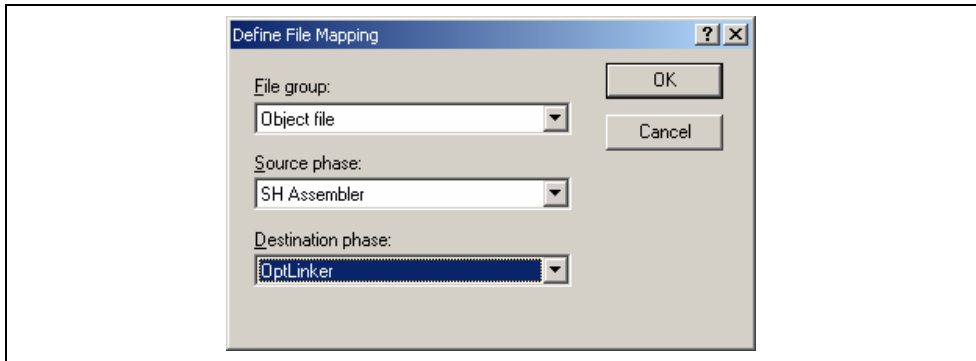 Define File Mapping
File group:
Object file
Source phase:
SH Assembler
Destination phase:
OptLinker
OK
Cancel